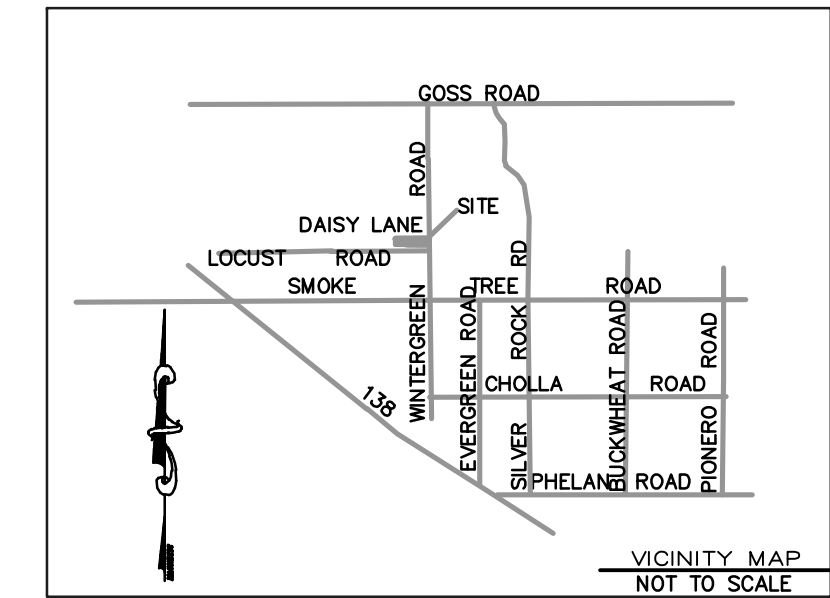 GOSS ROAD
WINTERGREEN ROAD
SITE
DAISY LANE
LOCUST ROAD
SMOKE TREE ROAD
138
EVERGREEN ROAD
SILVER ROCK RD
BUCKWHEAT ROAD
PIONERO ROAD
CHOLLA ROAD
PHELAN ROAD
VICINITY MAP
NOT TO SCALE